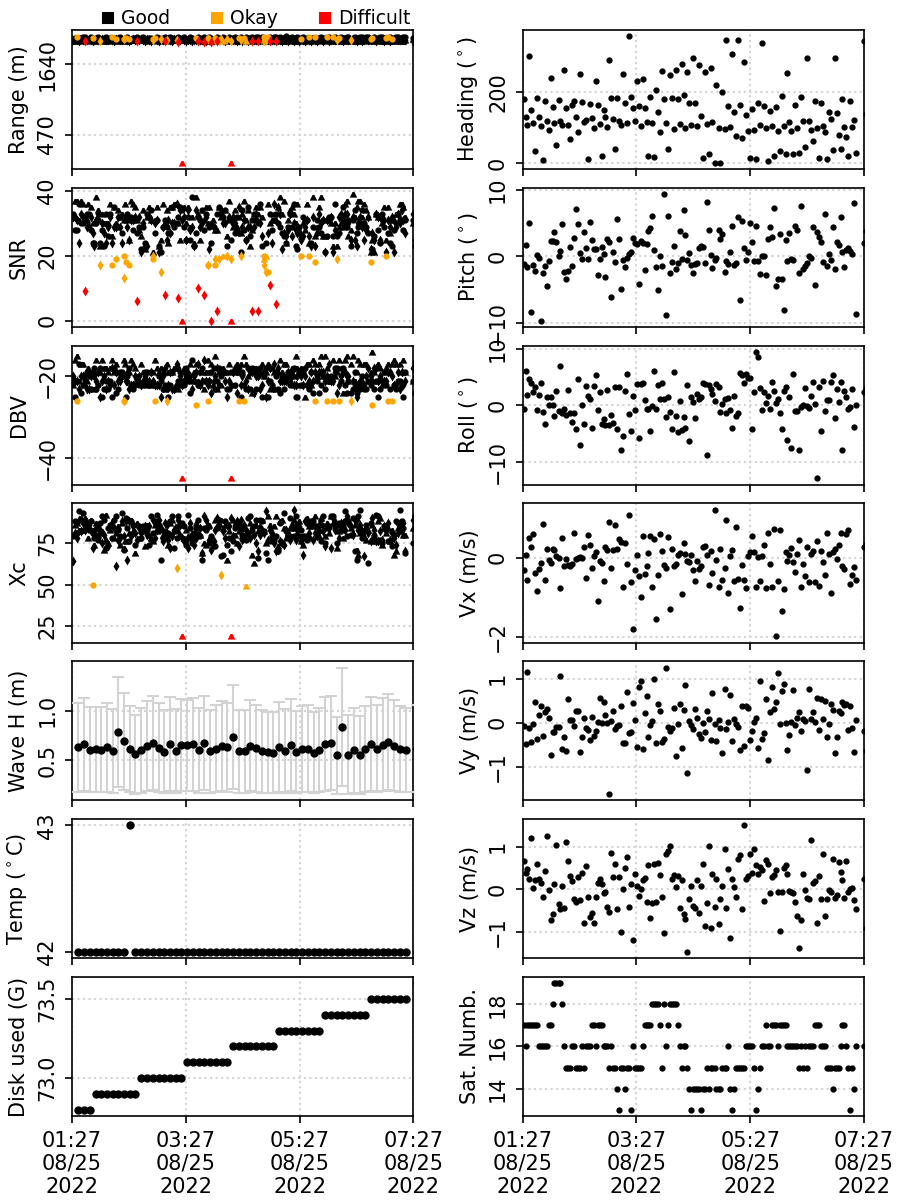 Good Okay Difficult
Range (m)
1640
470
Heading (°)
200
0
SNR
40
20
0
Pitch (°)
10
0
−10
DBV
−20
−40
Roll (°)
10
0
−10
Xc
75
50
25
Vx (m/s)
0
−2
Wave H (m)
1.0
0.5
Vy (m/s)
1
0
−1
Temp (°C)
43
42
Vz (m/s)
1
0
−1
Disk used (G)
73.5
73.0
Sat. Numb.
18
16
14
01:27 03:27 05:27 07:27
08/25 08/25 08/25 08/25
2022 2022 2022 2022
01:27 03:27 05:27 07:27
08/25 08/25 08/25 08/25
2022 2022 2022 2022